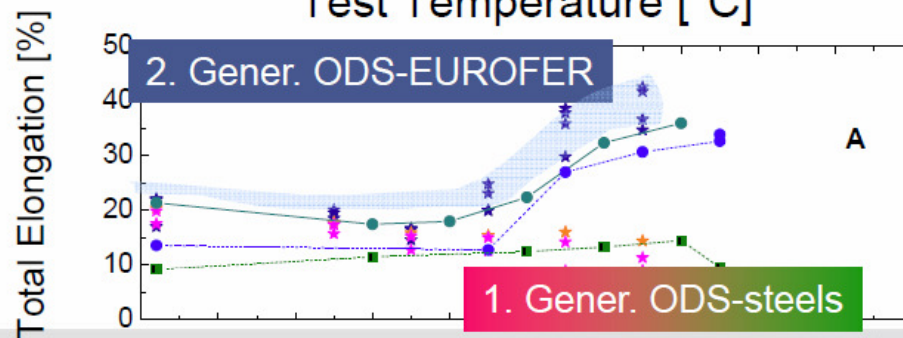 Test Temperature [°C]
Total Elongation [%]
50
2. Gener. ODS-EUROFER
40
30
A
20
10
1. Gener. ODS-steels
0